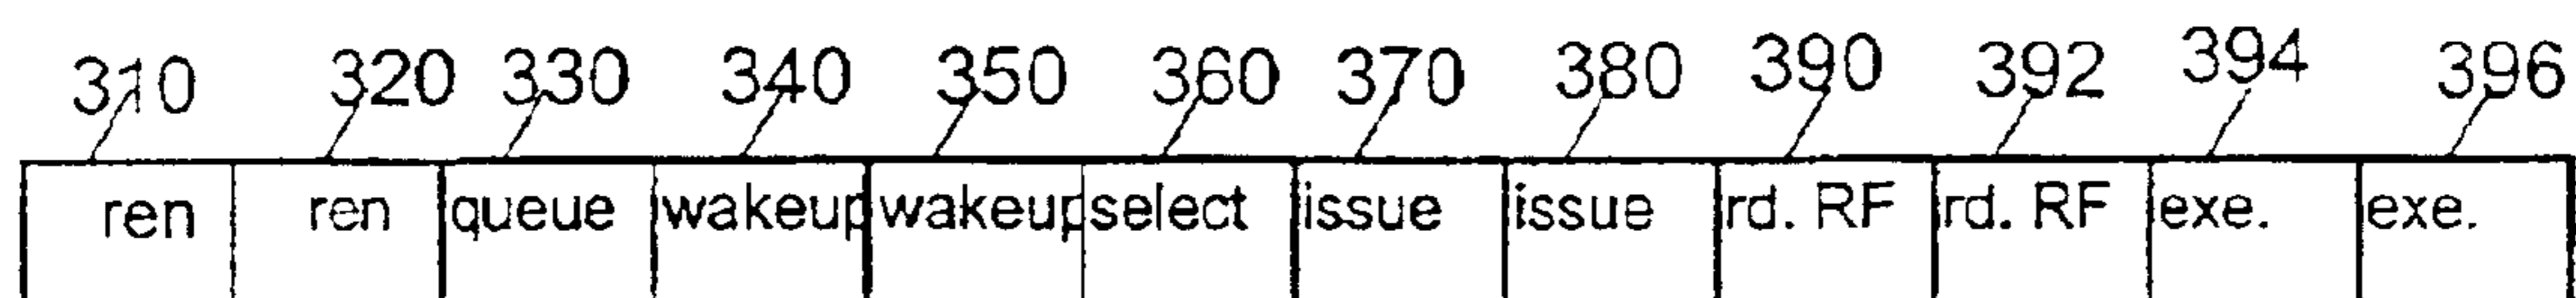 310 320 330 340 350 360 370 380 390 392 394 396
ren ren queue wakeup wakeup select issue issue rd. RF rd. RF exe. exe.